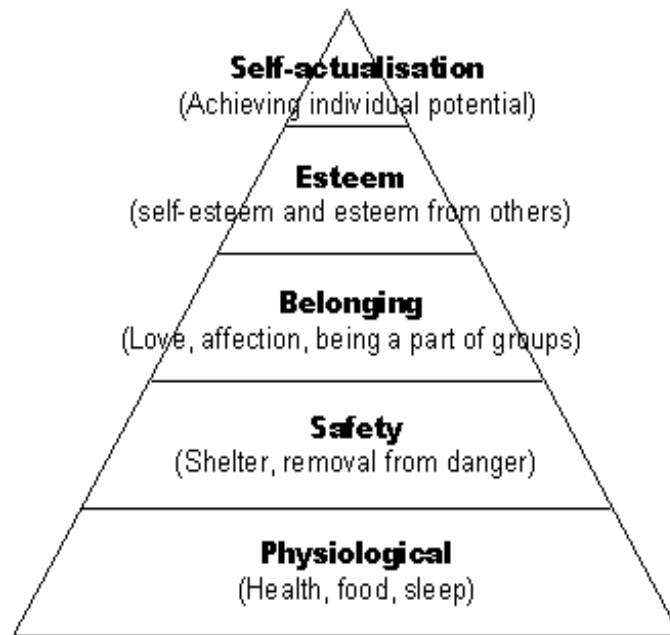 Self-actualisation
(Achieving individual potential)
Esteem
(self-esteem and esteem from others)
Belonging
(Love, affection, being a part of groups)
Safety
(Shelter, removal from danger)
Physiological
(Health, food, sleep)